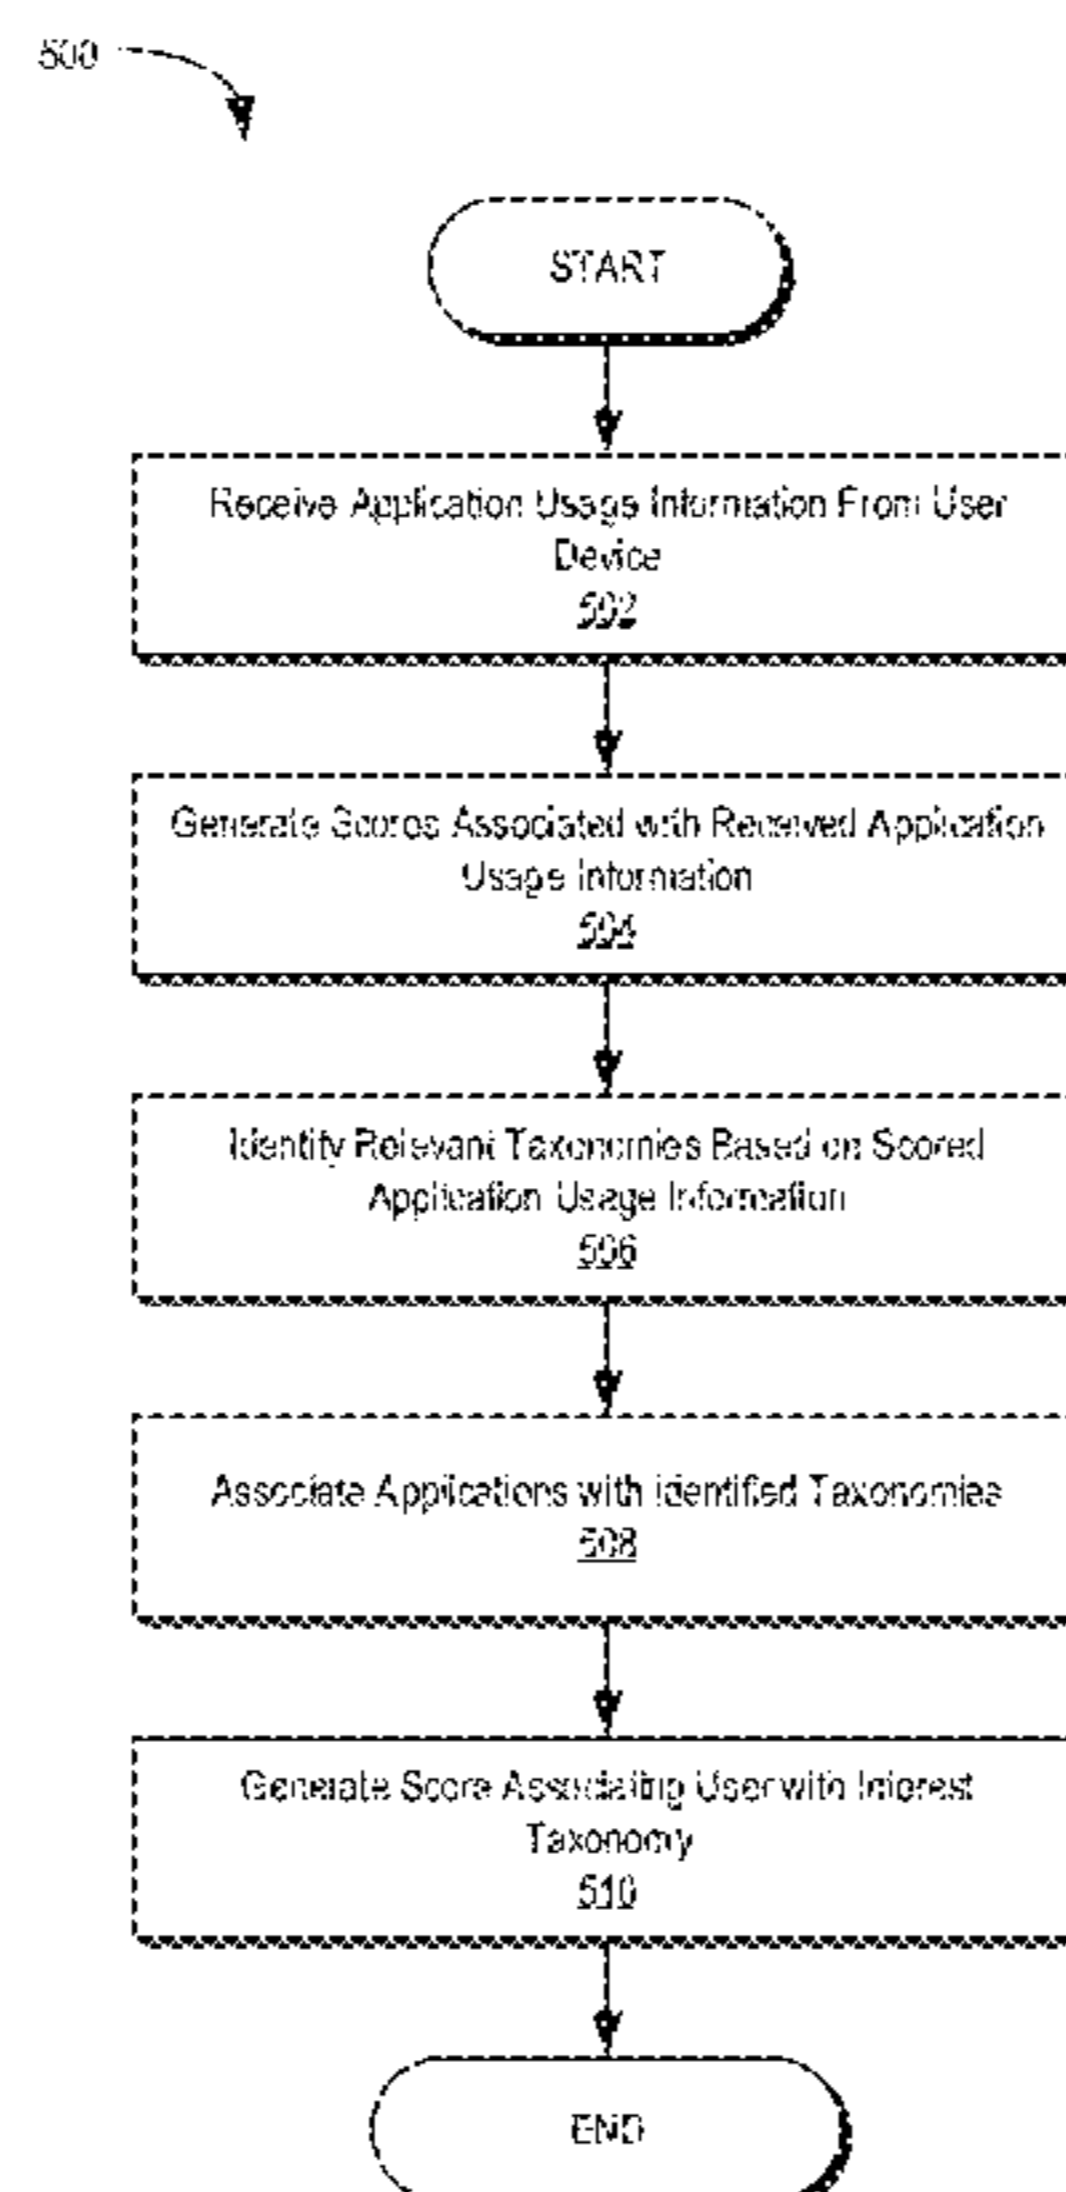 500
START
Receive Application Usage Information From User
Device
502
Generate Scores Associated with Received Application
Usage Information
504
Identify Relevant Taxonomies Based on Scored
Application Usage Information
506
Associate Applications with identified Taxonomies
508
Generate Score Associating User with Interest
Taxonomy
510
END